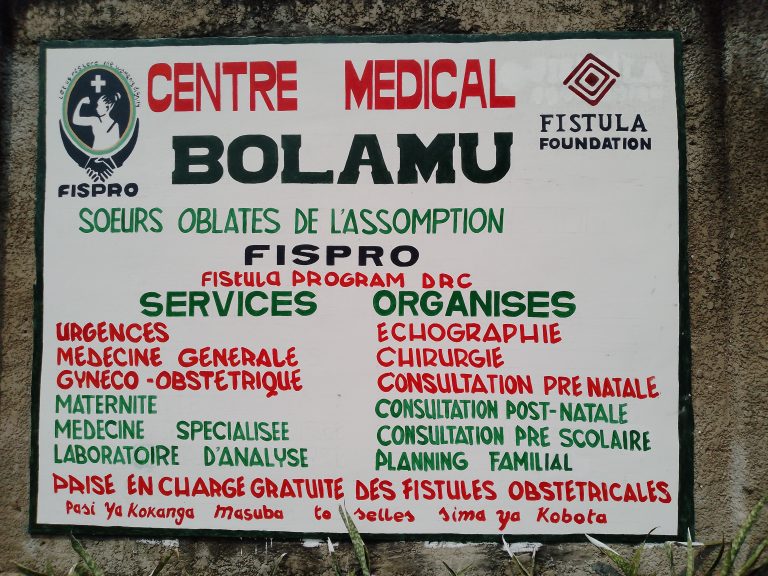 CENTRE MEDICAL
BOLAMU
FISPRO
FISTULA
FOUNDATION
SOEURS OBLATES DE L'ASSOMPTION
FISPRO
FISTULA PROGRAM DRC
SERVICES ORGANISES
URGENCES
MEDECINE GENERALE
GYNECO-OBSTETRIQUE
MATERNITE
MEDECINE SPECIALISEE
LABORATOIRE D'ANALYSE
ECHOGRAPHIE
CHIRURGIE
CONSULTATION PRE NATALE
CONSULTATION POST-NATALE
CONSULTATION PRE SCOLAIRE
PLANNING FAMILIAL
PRISE EN CHARGE GRATUITE DES FISTULES OBSTETRICALES
Pasi Ya Kokanga Masuba to selles sima ya Kobota